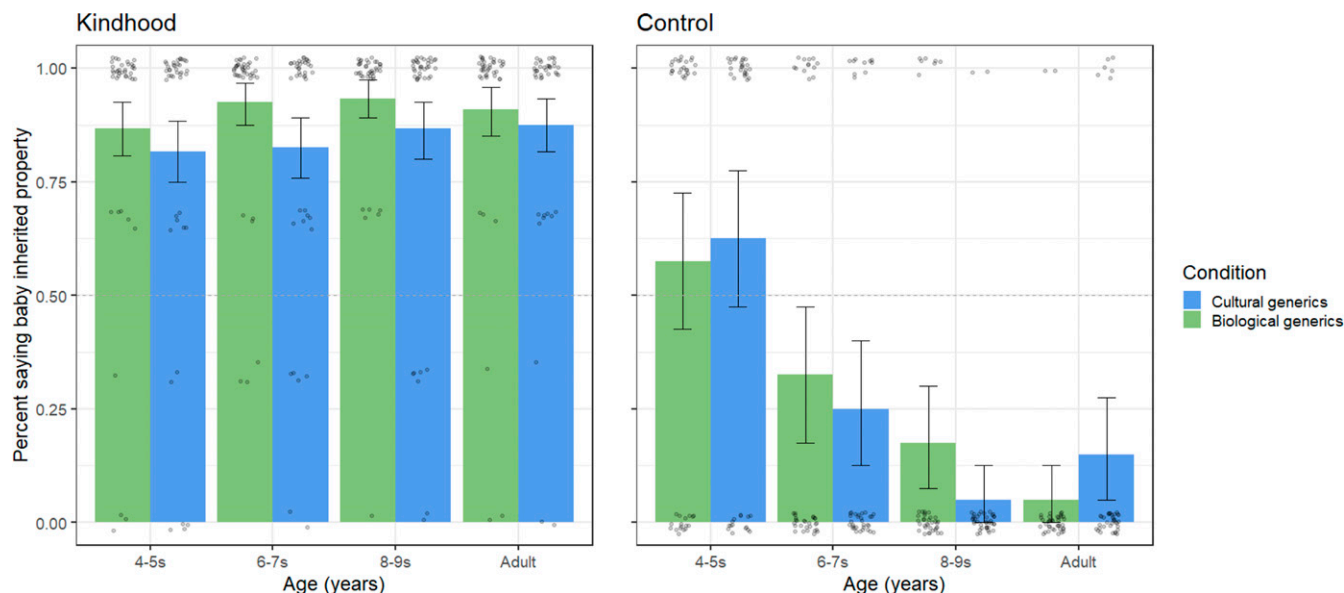 Kindhood
Control
Percent saying baby inherited property
1.00
0.75
0.50
0.25
0.00
4-5s 6-7s 8-9s Adult
Age (years)
4-5s 6-7s 8-9s Adult
Age (years)
Condition
Cultural generics
Biological generics